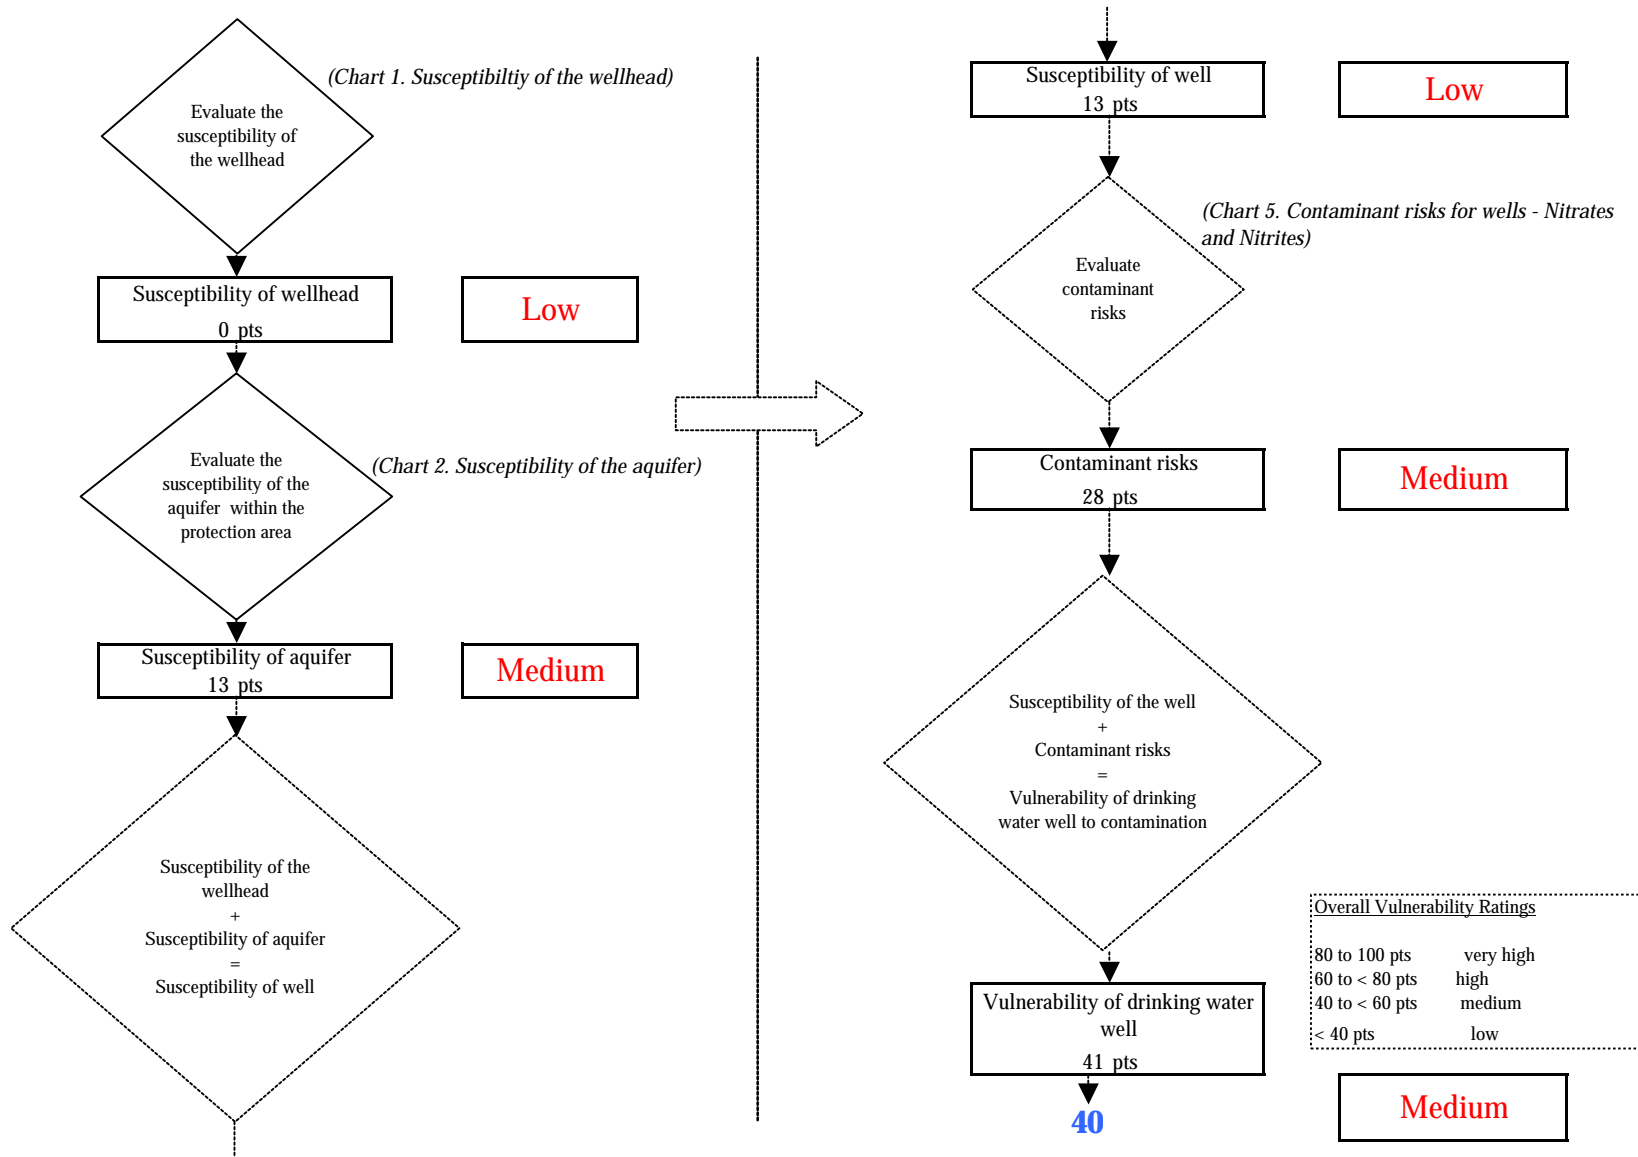 (Chart 1. Susceptibiltiy of the wellhead)
Evaluate the
susceptibility of
the wellhead
Susceptibility of wellhead
0 pts
Low
Evaluate the
susceptibility of the
aquifer within the
protection area
(Chart 2. Susceptibility of the aquifer)
Susceptibility of aquifer
13 pts
Medium
Susceptibility of the
wellhead
+
Susceptibility of aquifer
=
Susceptibility of well
Susceptibility of well
13 pts
Low
(Chart 5. Contaminant risks for wells - Nitrates
and Nitrites)
Evaluate
contaminant
risks
Contaminant risks
28 pts
Medium
Susceptibility of the well
+
Contaminant risks
=
Vulnerability of drinking
water well to contamination
Overall Vulnerability Ratings
80 to 100 pts very high
60 to < 80 pts high
40 to < 60 pts medium
< 40 pts low
Vulnerability of drinking water
well
41 pts
40
Medium